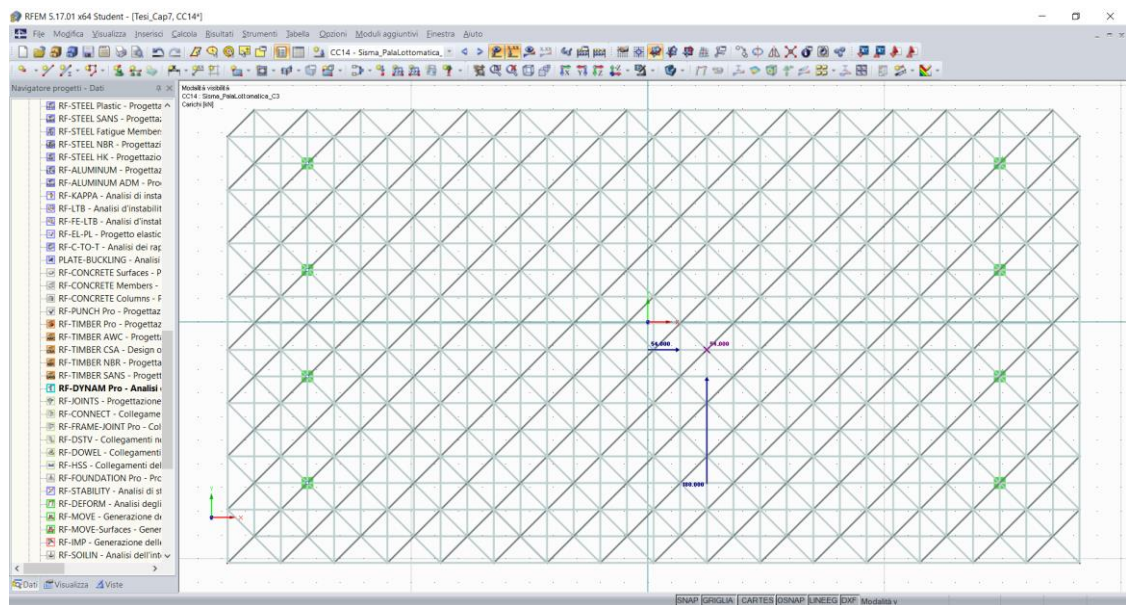 RFEM 5.17.01 x64 Student - [Tesi_Cap7, CC14*]
File Modifica Visualizza Inserisci Calcola Risultati Strumenti Tabella Opzioni Moduli aggiuntivi Finestra Aiuto
CC14 - Sisma_PalaLottomatica_
Navigatore progetti - Dati
RF-STEEL Plastic - Progetta
RF-STEEL SANS - Progetta
RF-STEEL Fatigue Member
RF-STEEL NBR - Progettazi
RF-STEEL HK - Progettazio
RF-ALUMINUM - Progettaz
RF-ALUMINUM ADM - Pro
RF-KAPPA - Analisi di insta
RF-LTB - Analisi d'instabilit
RF-FE-LTB - Analisi d'instat
RF-EL-PL - Progetto elastic
RF-C-TO-T - Analisi dei rap
PLATE-BUCKLING - Analisi
RF-CONCRETE Surfaces - P
RF-CONCRETE Members -
RF-CONCRETE Columns - P
RF-PUNCH Pro - Progettaz
RF-TIMBER Pro - Progettaz
RF-TIMBER AWC - Progett
RF-TIMBER CSA - Design o
RF-TIMBER NBR - Progetta
RF-TIMBER SANS - Progett
RF-DYNAM Pro - Analisi
RF-JOINTS - Progettazione
RF-CONNECT - Collegame
RF-FRAME-JOINT Pro - Col
RF-DSTV - Collegamenti n
RF-DOWEL - Collegamenti
RF-HSS - Collegamenti del
RF-FOUNDATION Pro - Pro
RF-STABILITY - Analisi di st
RF-DEFORM - Analisi degli
RF-MOVE - Generazione de
RF-MOVE-Surfaces - Gener
RF-IMP - Generazione delle
RF-SOILIN - Analisi dell'int
Dati Visualizza Viste
Modalità visibilità
CC14 : Sisma_PalaLottomatica_C3
Carichi [kN]
54.000
54.000
X
SNAP GRIGLIA CARTES OSNAP LINEEG DXF Modalità v